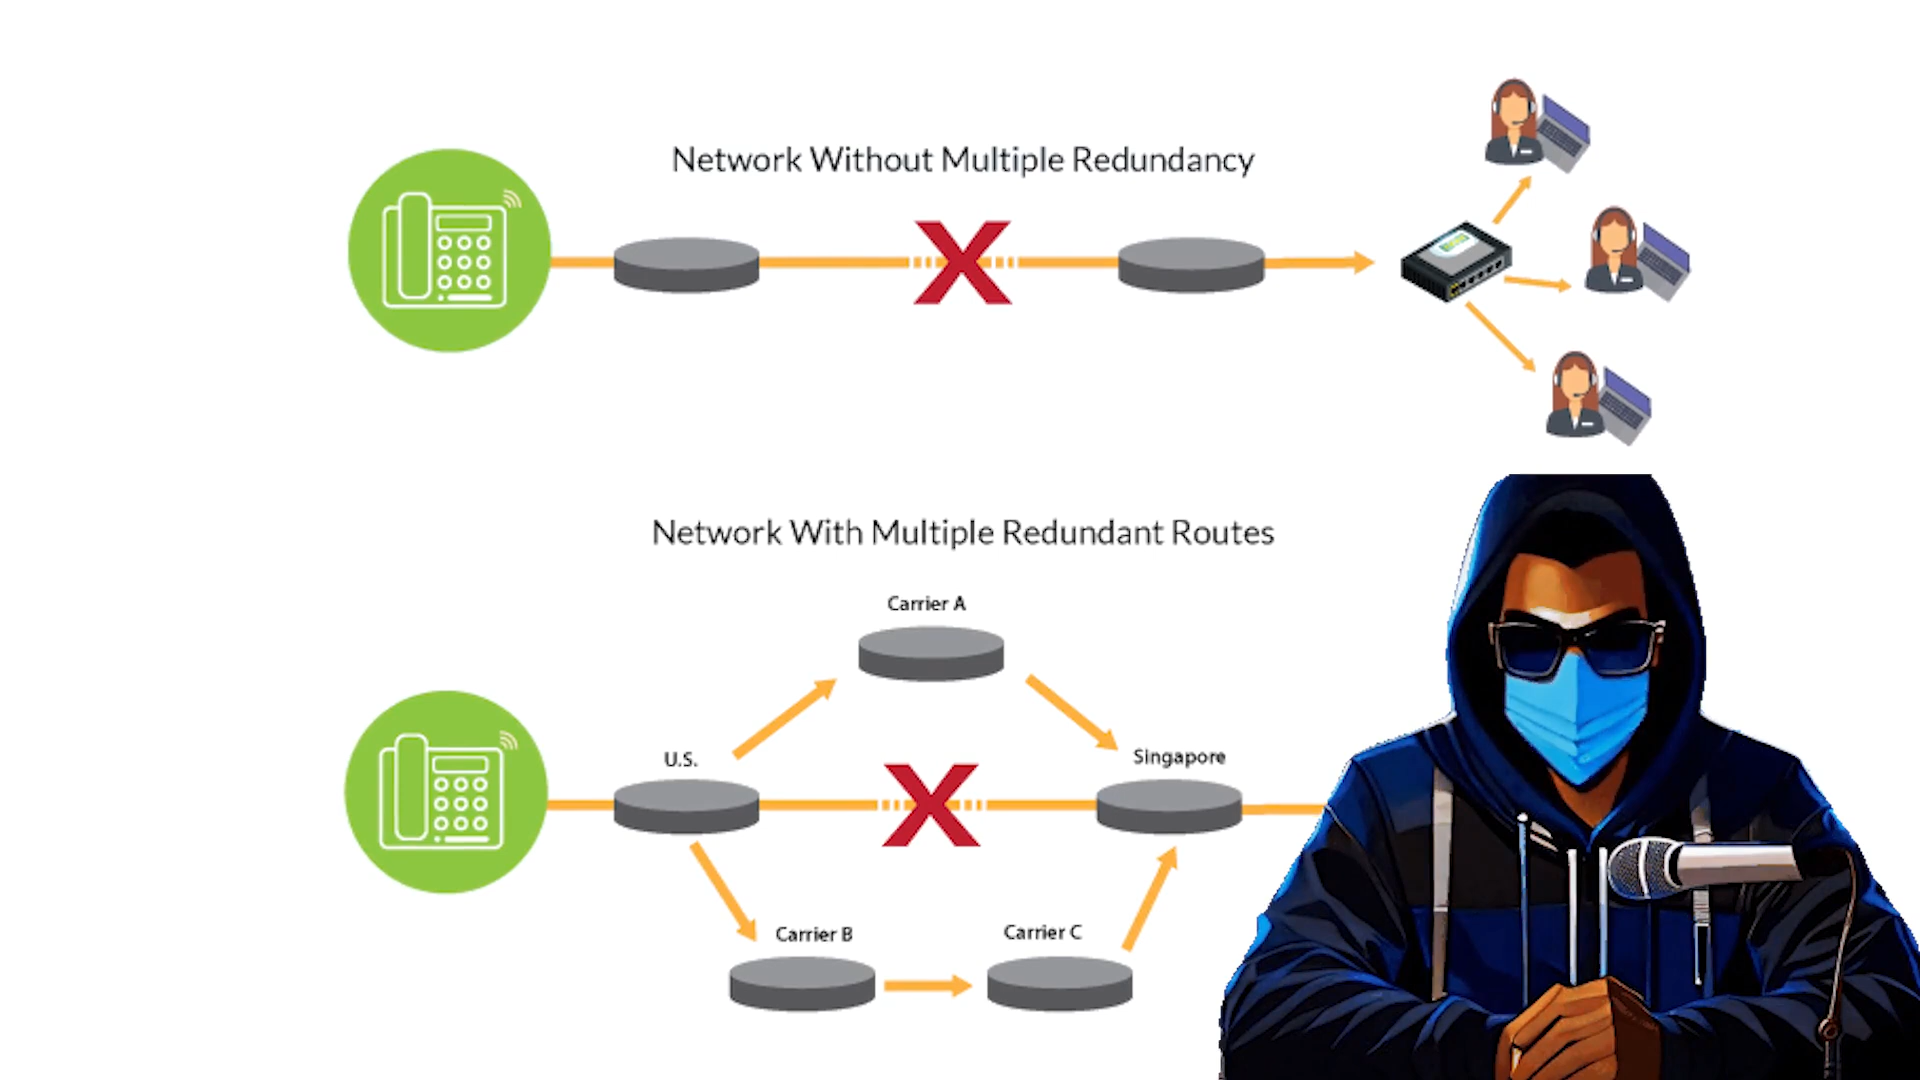 Network Without Multiple Redundancy
Network With Multiple Redundant Routes
Carrier A
U.S.
Singapore
Carrier B
Carrier C